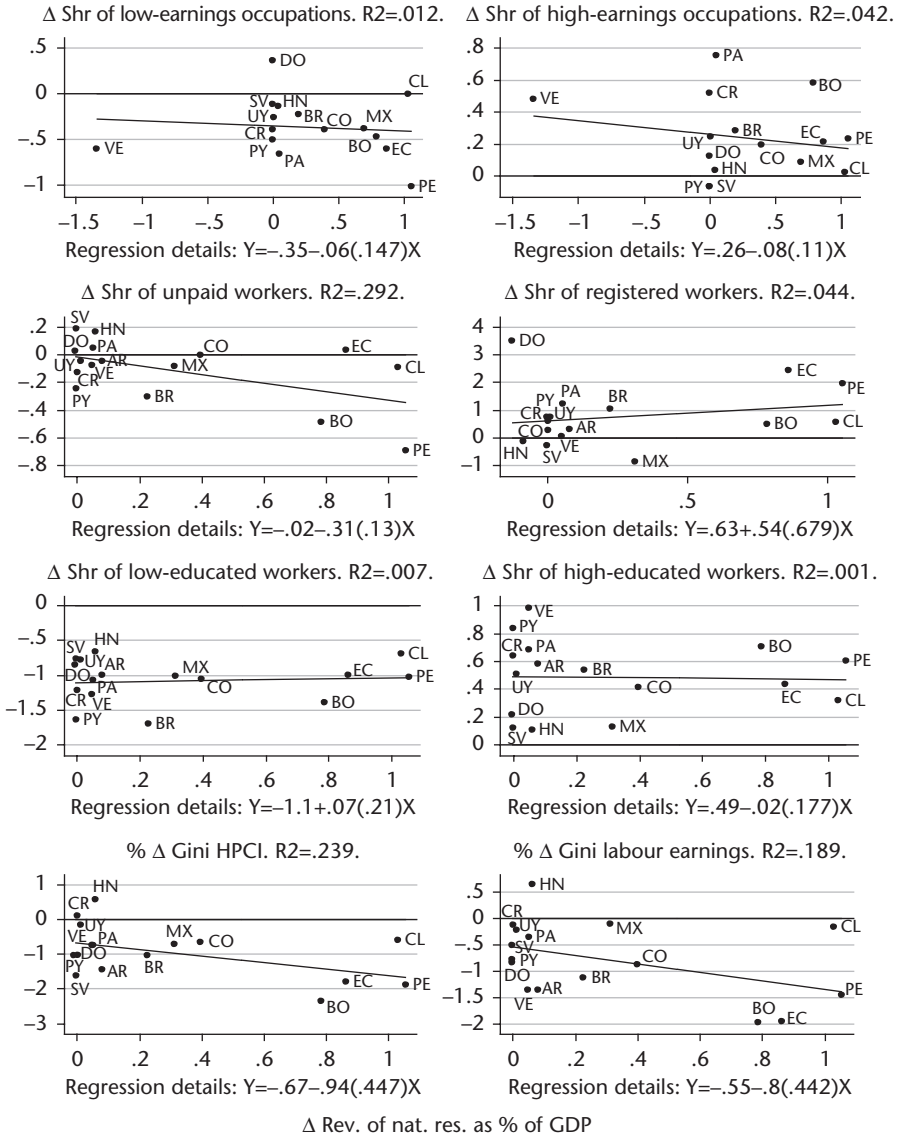 Δ Shr of low-earnings occupations. R2=.012.
.5
0
–.5
–1
DO
CL
SV
HN
UY
BR
CR
CO
MX
VE
PY
PA
BO
EC
PE
–1.5 –1 –.5 0 .5 1
Regression details: Y=–.35–.06(.147)X
Δ Shr of high-earnings occupations. R2=.042.
.8
.6
.4
.2
0
PA
BO
VE
CR
BR
EC
PE
UY
DO
CO
HN
MX
CL
PY
SV
–1.5 –1 –.5 0 .5 1
Regression details: Y=.26–.08(.11)X
Δ Shr of unpaid workers. R2=.292.
.2
0
–.2
–.4
–.6
–.8
SV
HN
DO
PA
CO
EC
UY
AR
VE
MX
CL
CR
PY
BR
BO
PE
0 .2 .4 .6 .8 1
Regression details: Y=–.02–.31(.13)X
Δ Shr of registered workers. R2=.044.
4
3
2
1
0
–1
DO
EC
PE
PA
BR
PY
CR
UY
CO
AR
BO
CL
HN
VE
SV
MX
0 .5 1
Regression details: Y=.63+.54(.679)X
Δ Shr of low-educated workers. R2=.007.
0
–.5
–1
–1.5
–2
HN
SV
UY
AR
DO
MX
CO
CL
EC
PE
PA
CR
VE
BO
PY
BR
0 .2 .4 .6 .8 1
Regression details: Y=–1.1+.07(.21)X
Δ Shr of high-educated workers. R2=.001.
1
.8
.6
.4
.2
0
VE
PY
CR
PA
BO
AR
BR
PE
UY
CO
EC
CL
DO
SV
HN
MX
0 .2 .4 .6 .8 1
Regression details: Y=.49–.02(.177)X
% Δ Gini HPCI. R2=.239.
1
0
–1
–2
–3
HN
CR
UY
VE
PA
MX
CO
CL
DO
PY
AR
BR
SV
EC
PE
BO
0 .2 .4 .6 .8 1
Regression details: Y=–.67–.94(.447)X
% Δ Gini labour earnings. R2=.189.
.5
0
–.5
–1
–1.5
–2
HN
CR
UY
MX
CL
PA
SV
PY
CO
DO
BR
VE
AR
PE
BO
EC
0 .2 .4 .6 .8 1
Regression details: Y=–.55–.8(.442)X
Δ Rev. of nat. res. as % of GDP